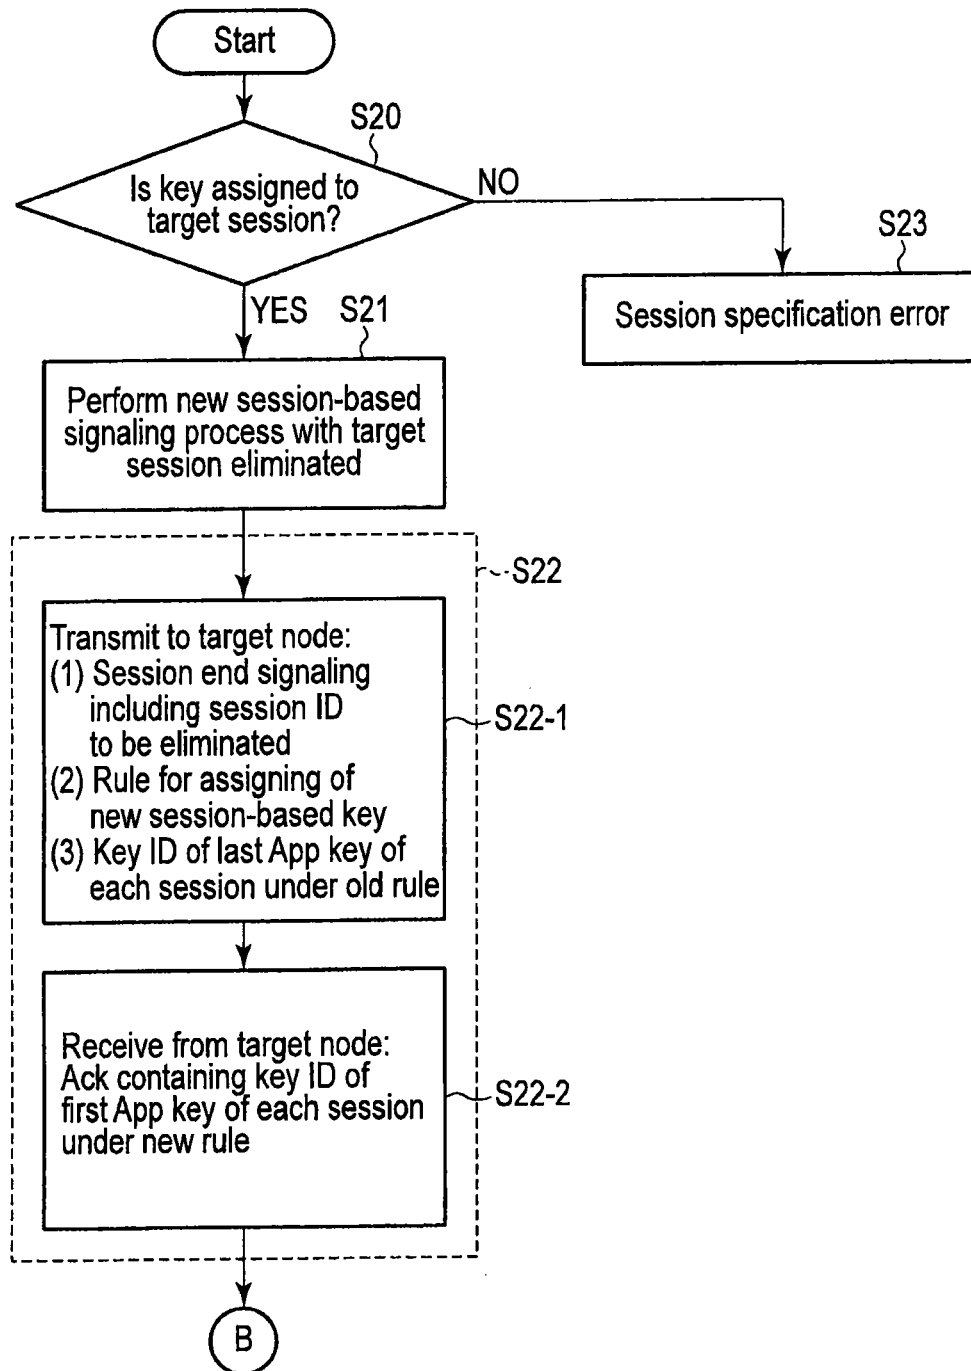 Start
S20
Is key assigned to
target session?
NO
S23
Session specification error
YES
S21
Perform new session-based
signaling process with target
session eliminated
S22
Transmit to target node:
(1) Session end signaling
including session ID
to be eliminated
(2) Rule for assigning of
new session-based key
(3) Key ID of last App key of
each session under old rule
S22-1
Receive from target node:
Ack containing key ID of
first App key of each session
under new rule
S22-2
B